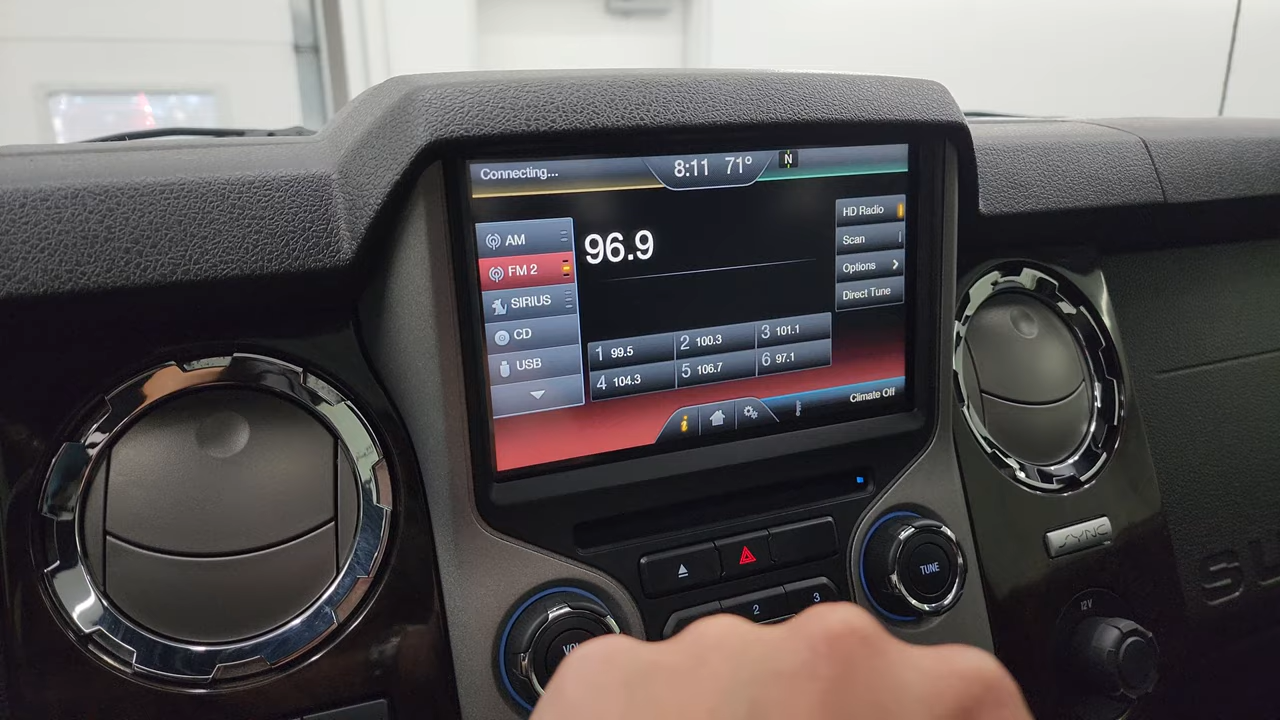 Connecting...
8:11 71°
N
AM
FM 2
SIRIUS
CD
USB
96.9
HD Radio
Scan
Options
Direct Tune
1 99.5
2 100.3
3 101.1
4 104.3
5 106.7
6 97.1
i
Climate Off
TUNE
2
3
SYNC
12V